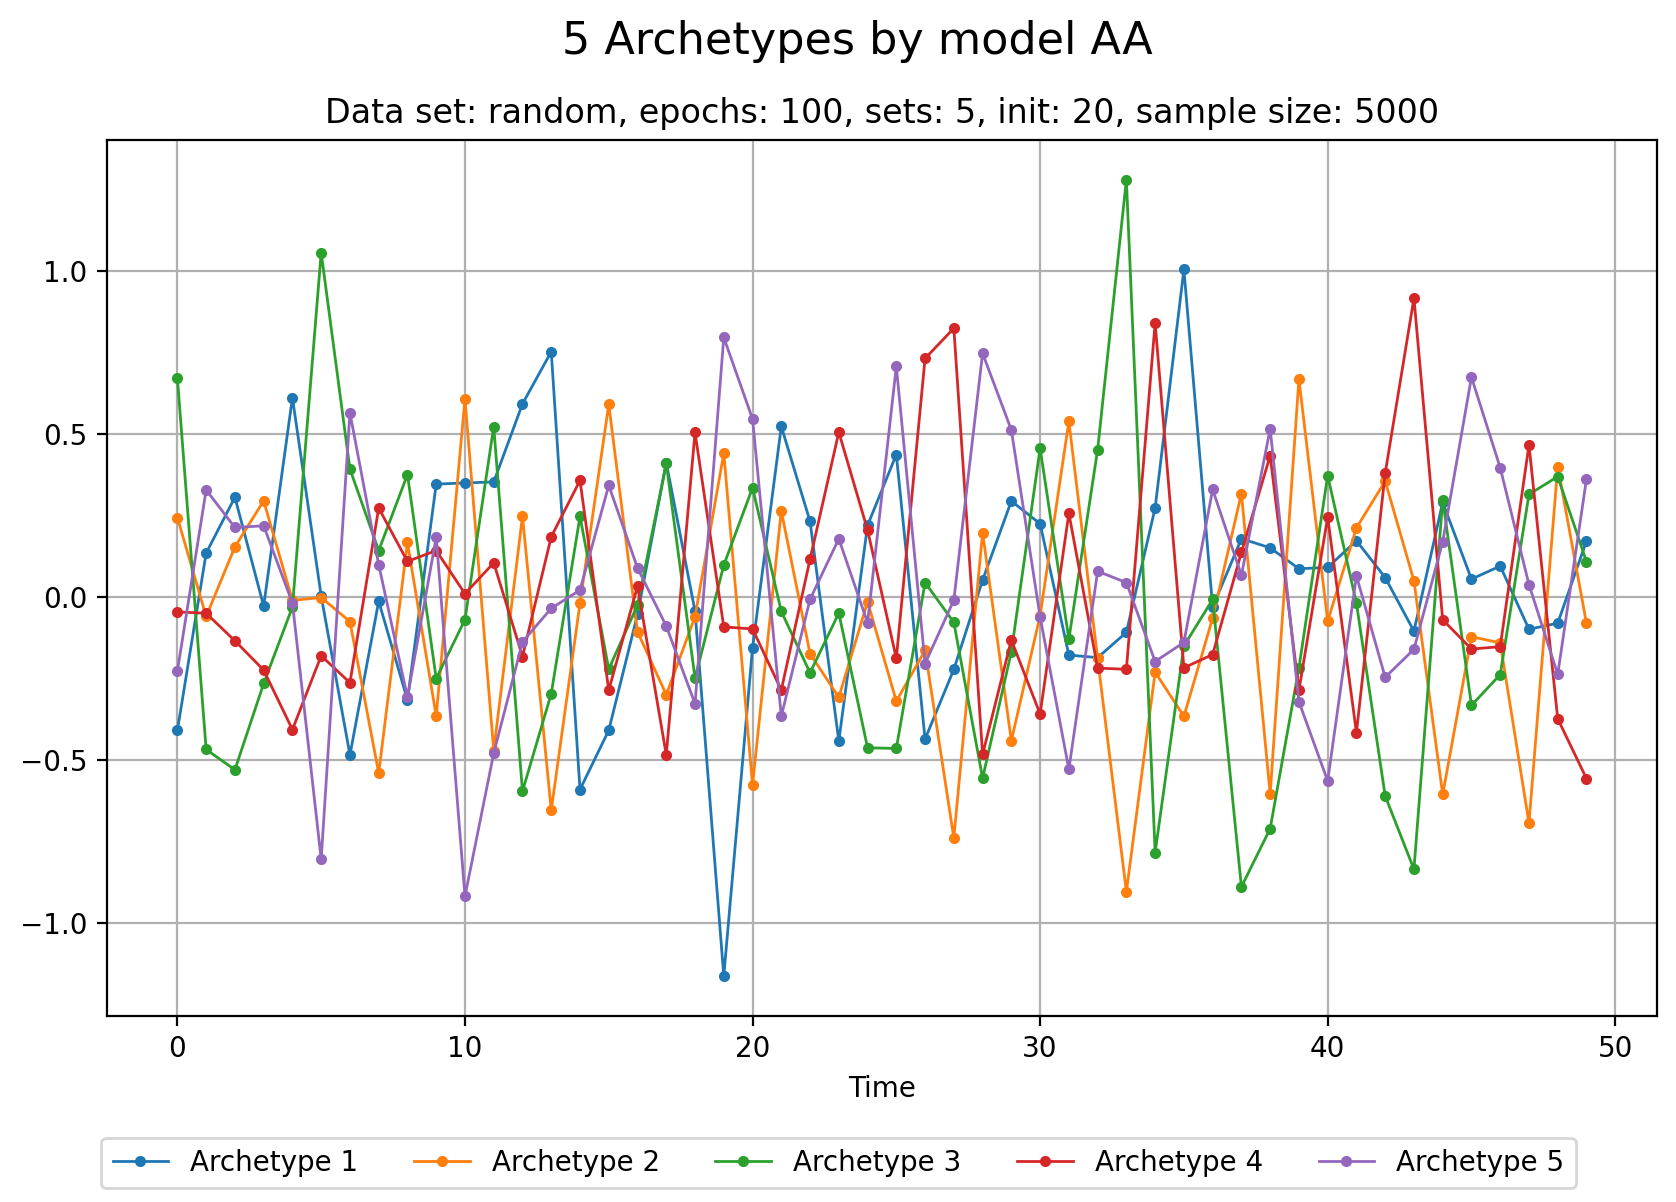 5 Archetypes by model AA
Data set: random, epochs: 100, sets: 5, init: 20, sample size: 5000
1.0
0.5
0.0
−0.5
−1.0
0 10 20 30 40 50
Time
Archetype 1 Archetype 2 Archetype 3 Archetype 4 Archetype 5